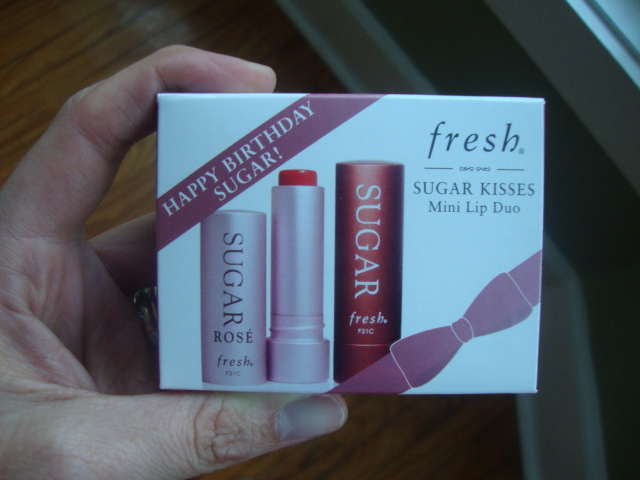 HAPPY BIRTHDAY
SUGAR!
fresh®
SUGAR KISSES
Mini Lip Duo
SUGAR
ROSÉ
fresh.
F21C
SUGAR
fresh.
F21C